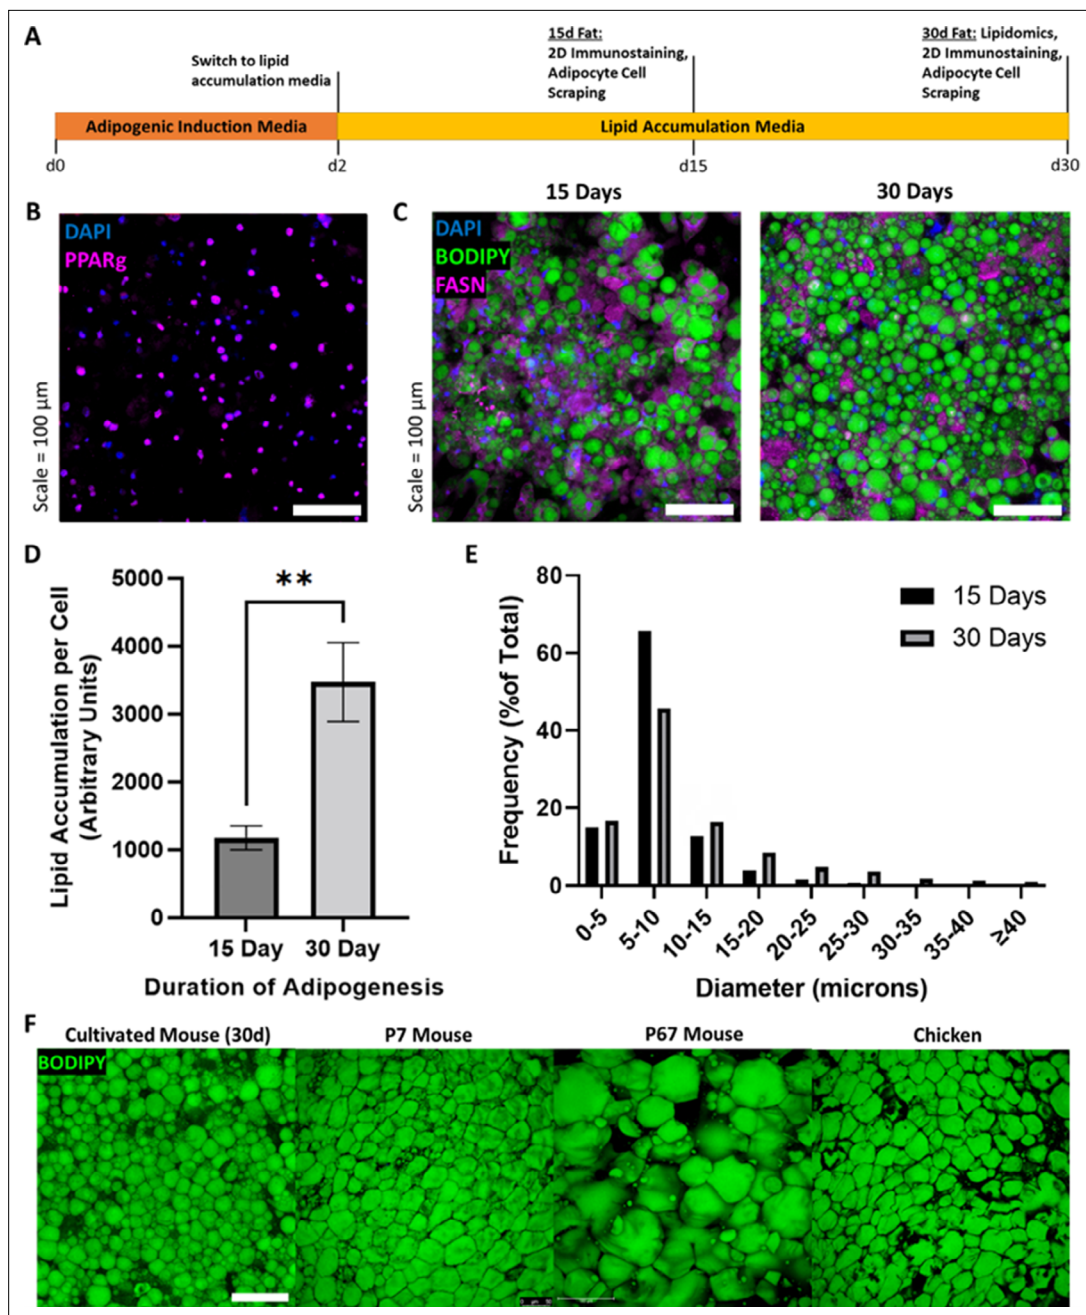 A
Switch to lipid
accumulation media
15d Fat:
2D Immunostaining,
Adipocyte Cell
Scraping
30d Fat: Lipidomics,
2D Immunostaining,
Adipocyte Cell
Scraping
Adipogenic Induction Media
Lipid Accumulation Media
d0
d2
d15
d30
B
DAPI
PPARg
Scale = 100 µm
C
15 Days
30 Days
DAPI
BODIPY
FASN
Scale = 100 µm
D
Lipid Accumulation per Cell
(Arbitrary Units)
5000
4000
3000
2000
1000
0
**
15 Day
30 Day
Duration of Adipogenesis
E
Frequency (%of Total)
80
60
40
20
0
15 Days
30 Days
0-5
5-10
10-15
15-20
20-25
25-30
30-35
35-40
≥40
Diameter (microns)
F
Cultivated Mouse (30d)
P7 Mouse
P67 Mouse
Chicken
BODIPY